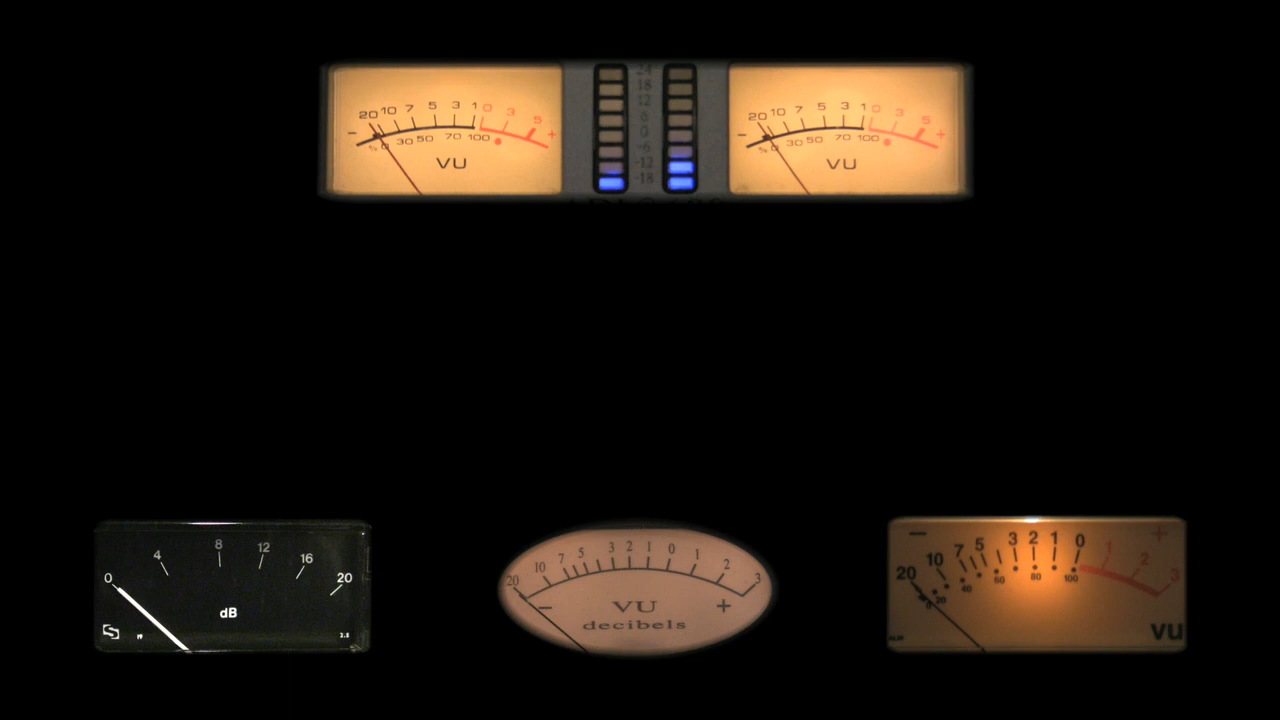 20 10 7 5 3 1 0 3 5
- +
% 0 30 50 70 100
VU
24
18
12
6
0
-6
-12
-18
20 10 7 5 3 1 0 3 5
- +
% 0 30 50 70 100
VU
0 4 8 12 16 20
dB
20 10 7 5 3 2 1 0 1 2 3
- +
VU
decibels
- +
20 10 7 5 3 2 1 0 1 2 3
0 20 40 60 80 100
VU